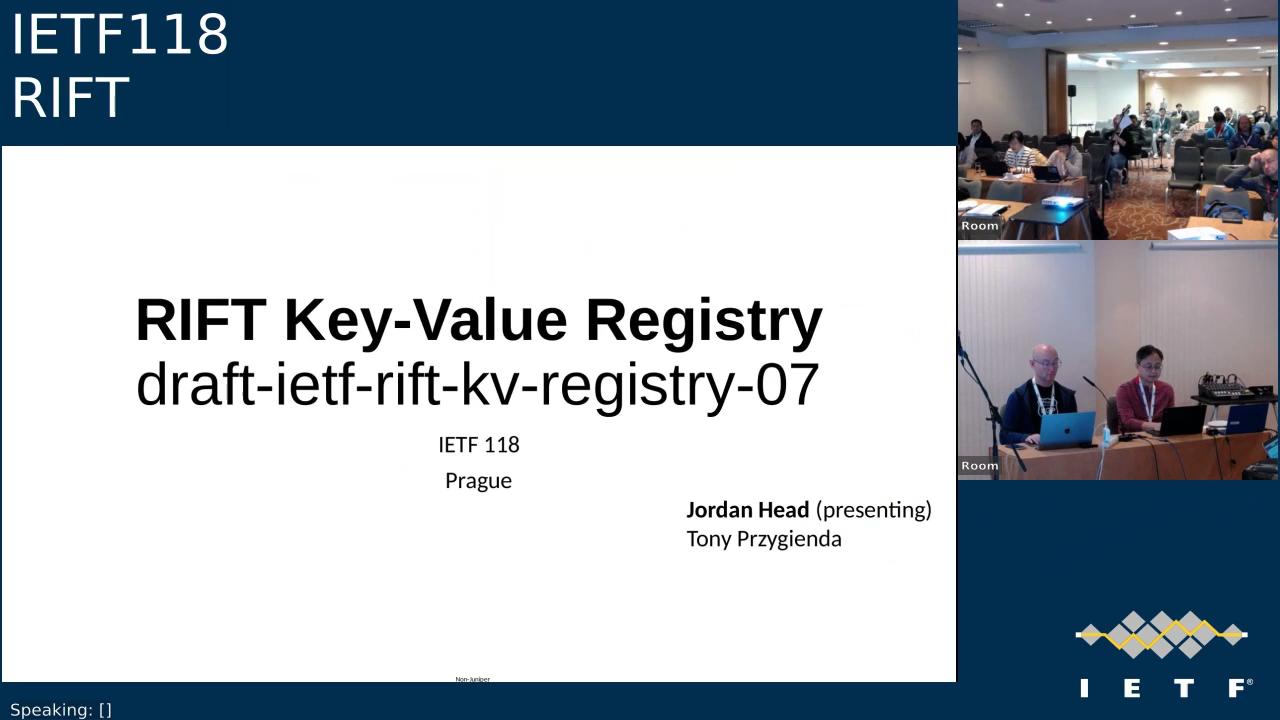 IETF118
RIFT
RIFT Key-Value Registry
draft-ietf-rift-kv-registry-07
IETF 118
Prague
Jordan Head (presenting)
Tony Przygienda
Non-Juniper
Room
Room
I E T F®
Speaking: []